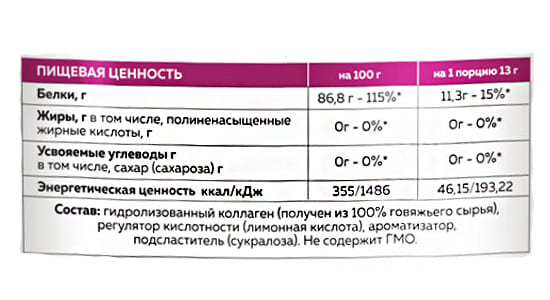 ПИЩЕВАЯ ЦЕННОСТЬ на 100 г на 1 порцию 13 г
Белки, г 86,8 г - 115%* 11,3г - 15%*
Жиры, г в том числе, полиненасыщенные
жирные кислоты, г 0г - 0%* 0г - 0%*
Усвояемые углеводы г
в том числе, сахар (сахароза) г 0г - 0%* 0г - 0%*
Энергетическая ценность ккал/кДж 355/1486 46,15/193,22
Состав: гидролизованный коллаген (получен из 100% говяжьего сырья),
регулятор кислотности (лимонная кислота), ароматизатор,
подсластитель (сукралоза). Не содержит ГМО.